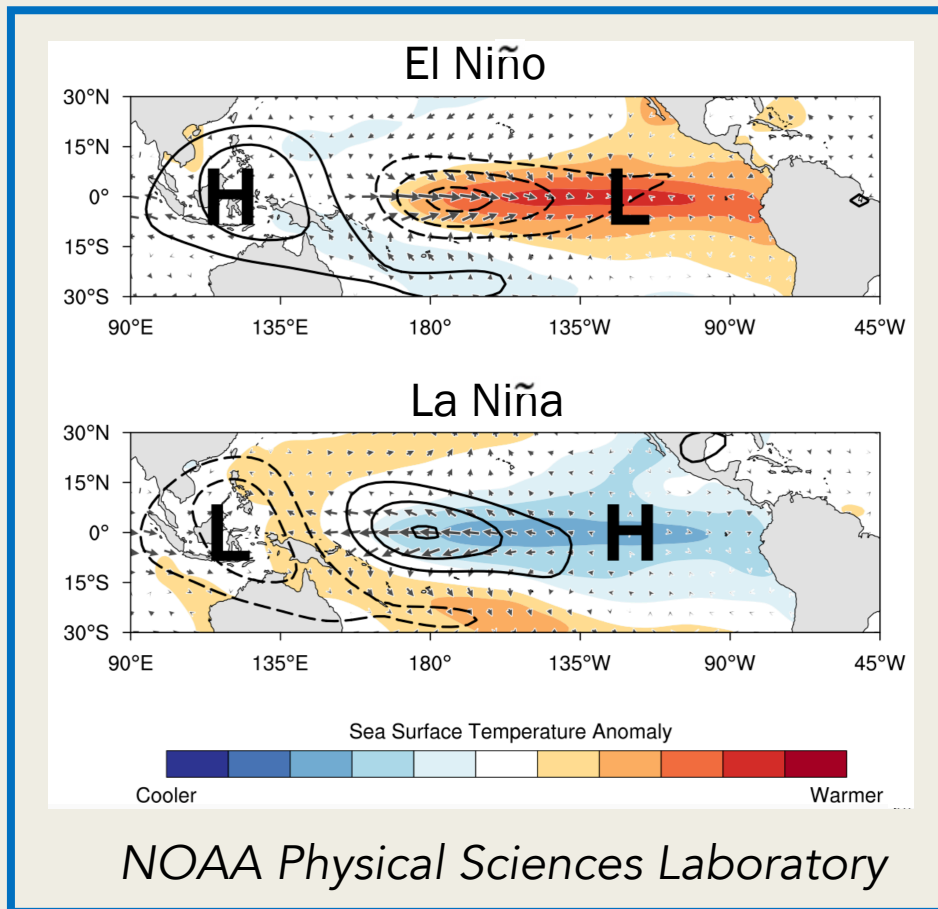 El Niño
30°N
15°N
0°
15°S
30°S
H
L
90°E 135°E 180° 135°W 90°W 45°W
La Niña
30°N
15°N
0°
15°S
30°S
L
H
90°E 135°E 180° 135°W 90°W 45°W
Sea Surface Temperature Anomaly
Cooler Warmer
NOAA Physical Sciences Laboratory